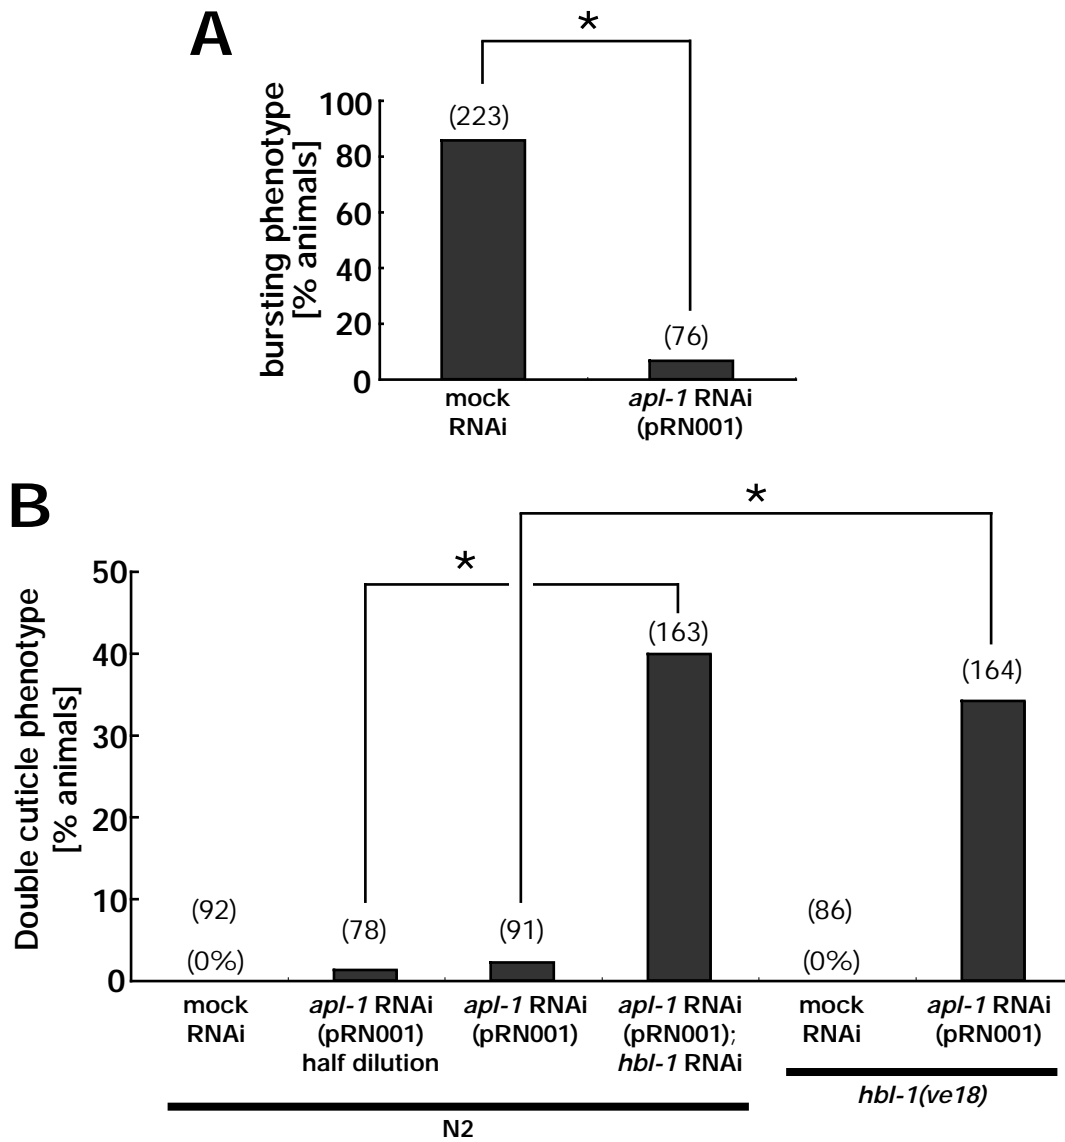 A
*
bursting phenotype
[% animals]
100
80
60
40
20
0
(223)
(76)
mock
RNAi
apl-1 RNAi
(pRN001)
B
*
*
Double cuticle phenotype
[% animals]
50
40
30
20
10
0
(92)
(0%)
(78)
(91)
(163)
(86)
(0%)
(164)
mock
RNAi
apl-1 RNAi
(pRN001)
half dilution
apl-1 RNAi
(pRN001)
apl-1 RNAi
(pRN001);
hbl-1 RNAi
mock
RNAi
apl-1 RNAi
(pRN001)
N2
hbl-1(ve18)